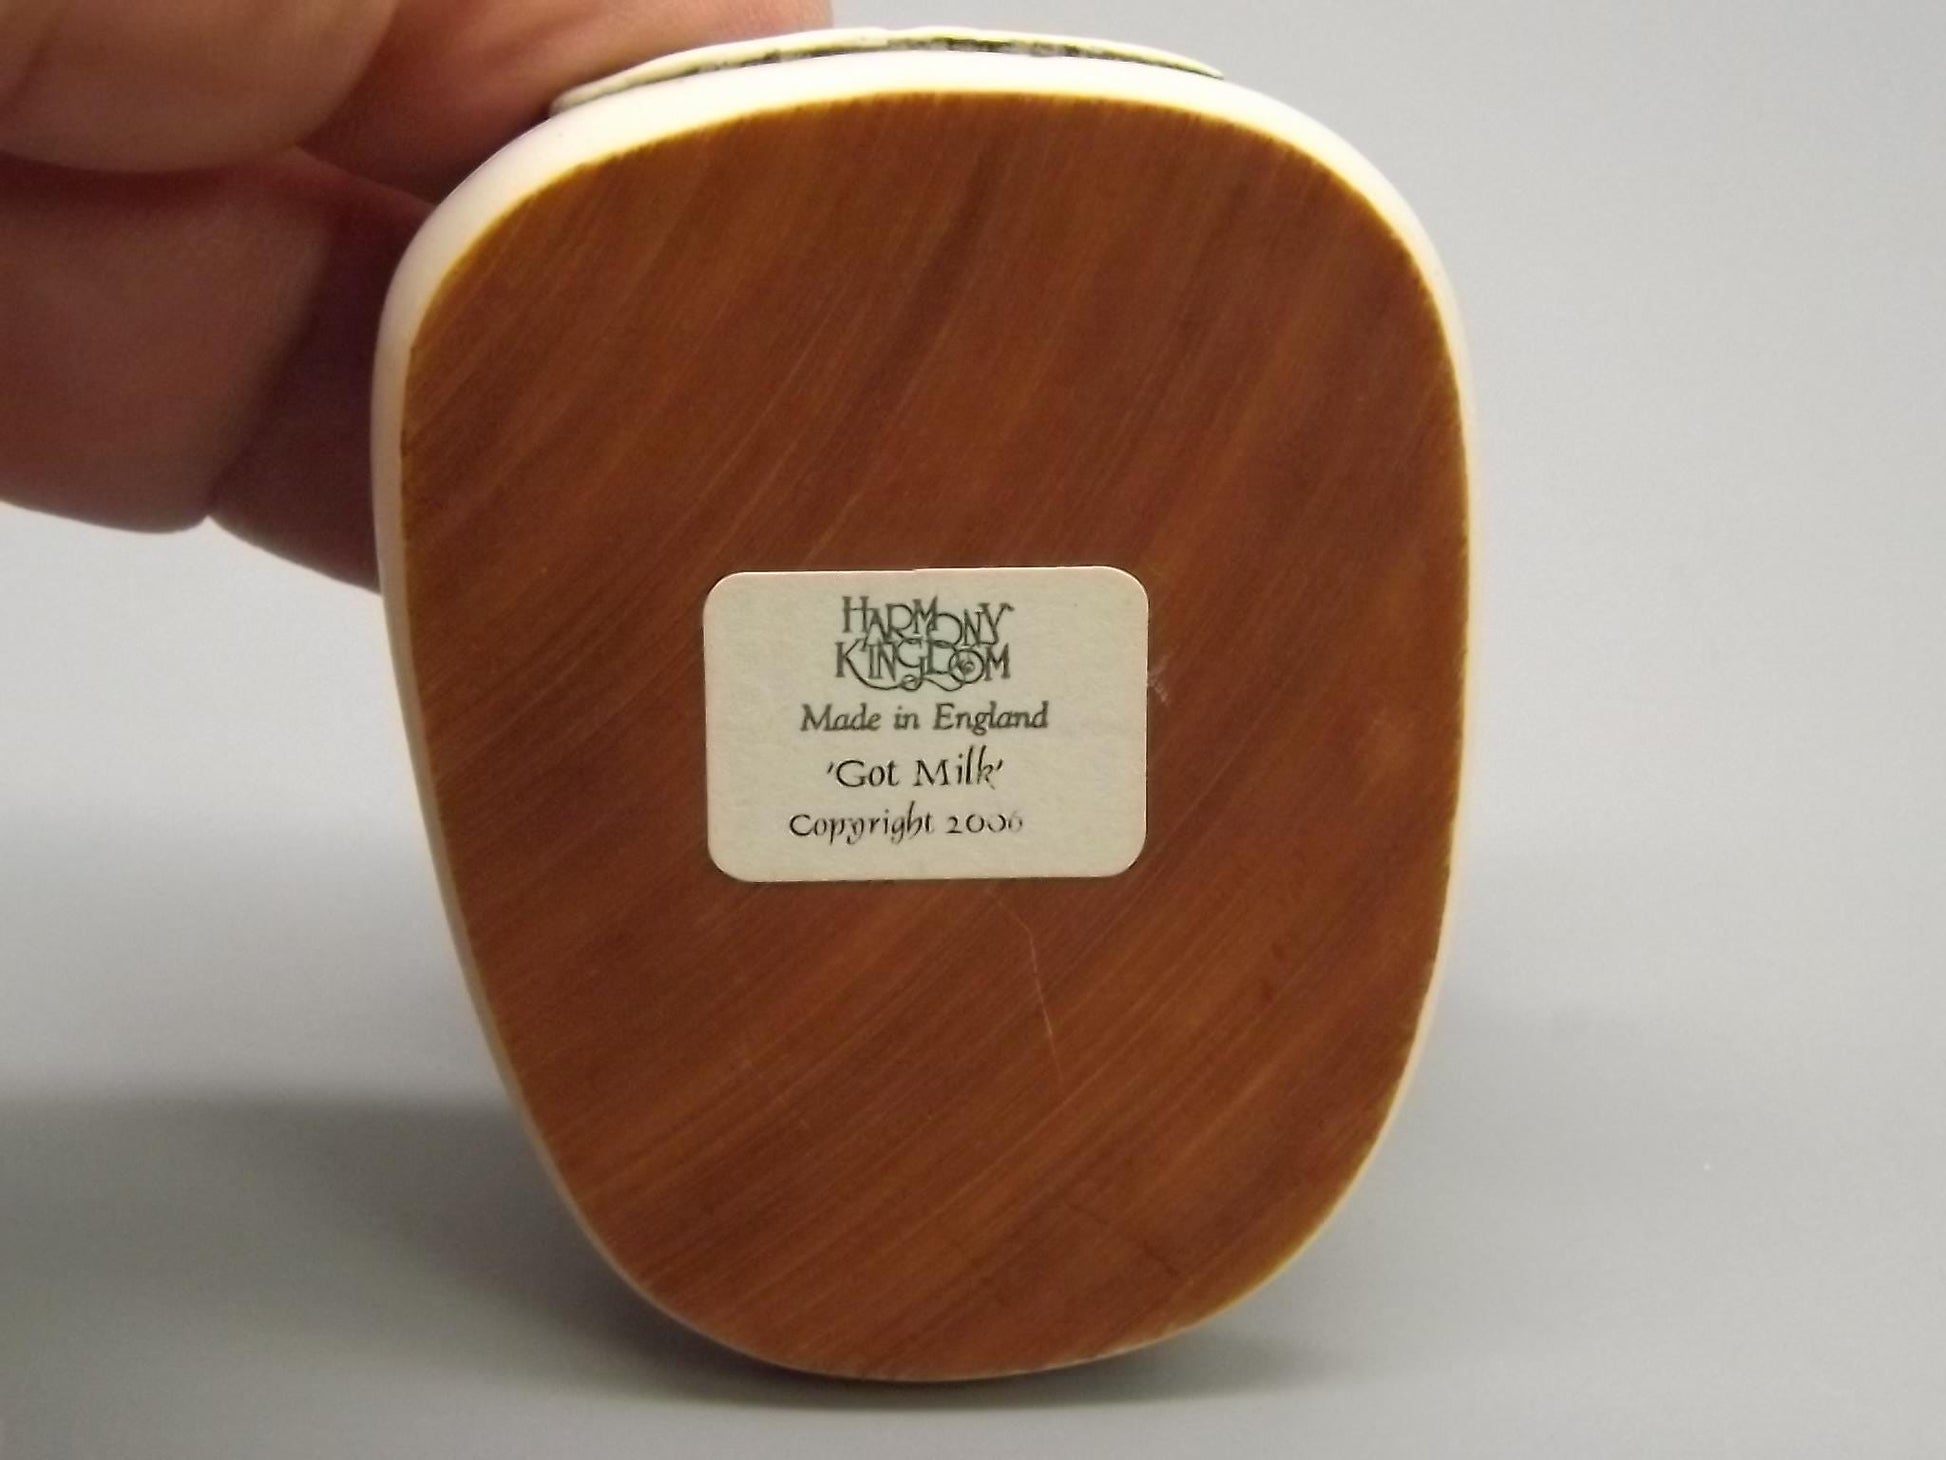 HARMONY
KINGDOM
Made in England
'Got Milk'
Copyright 2006